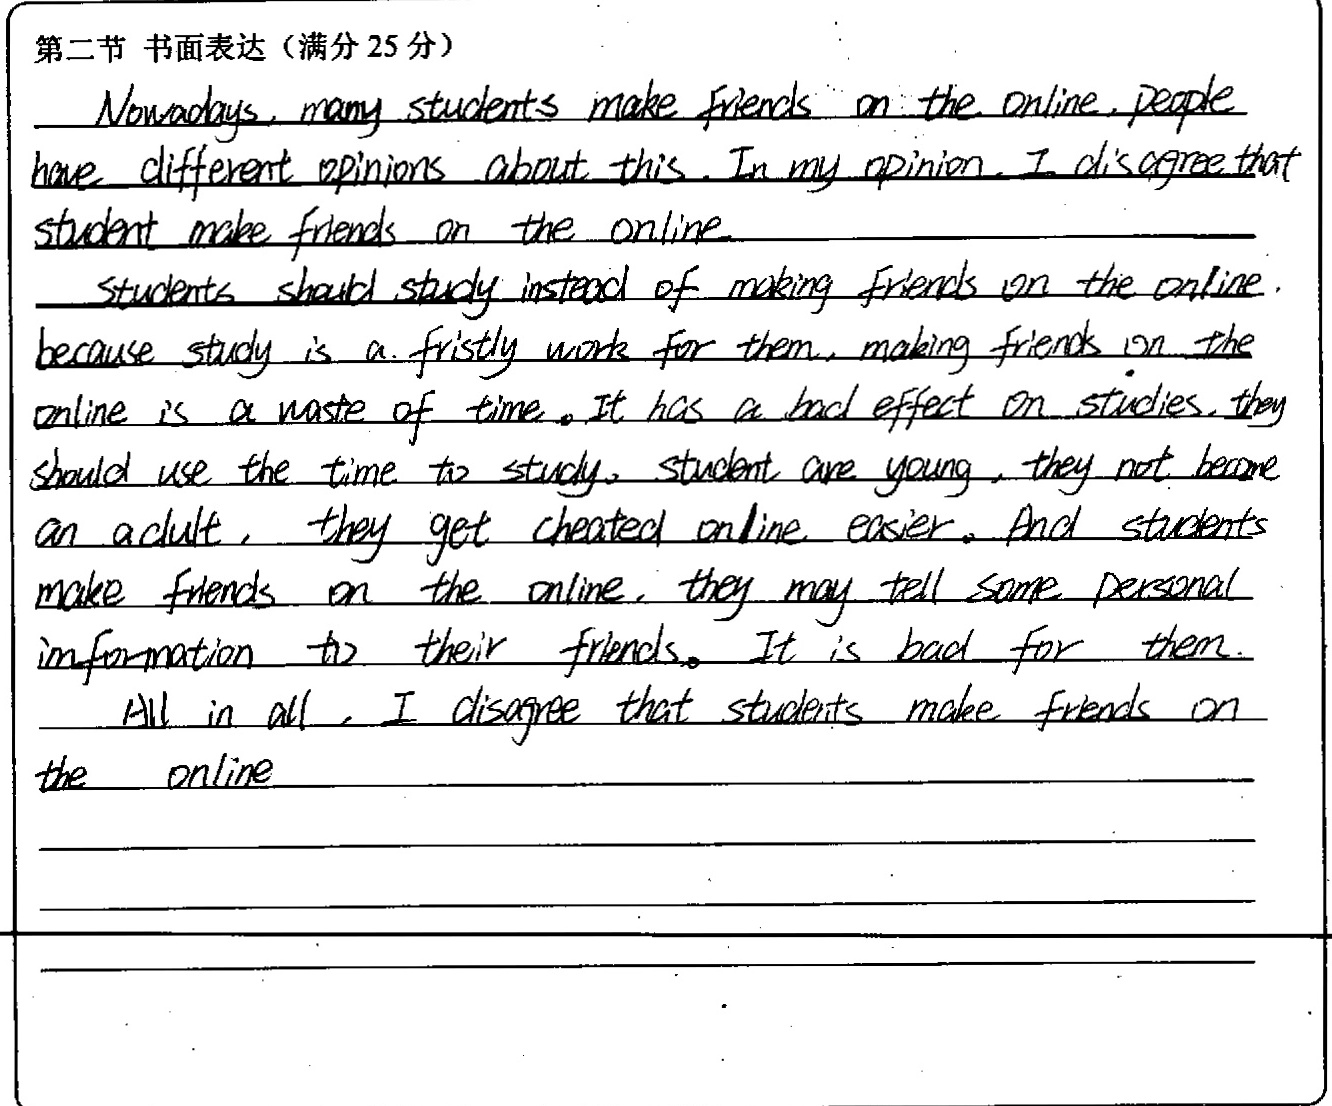 第二节 书面表达（满分 25 分）
Nowadays, many students make friends on the online, people
have different opinions about this. In my opinion, I disagree that
student make friends on the online.
students should study instead of making friends on the online,
because study is a fristly work for them, making friends on the
online is a waste of time. It has a bad effect on studies, they
should use the time to study. student are young, they not become
an adult, they get cheated online easier. And students
make friends on the online, they may tell some personal
information to their friends. It is bad for them.
All in all, I disagree that students make friends on
the online